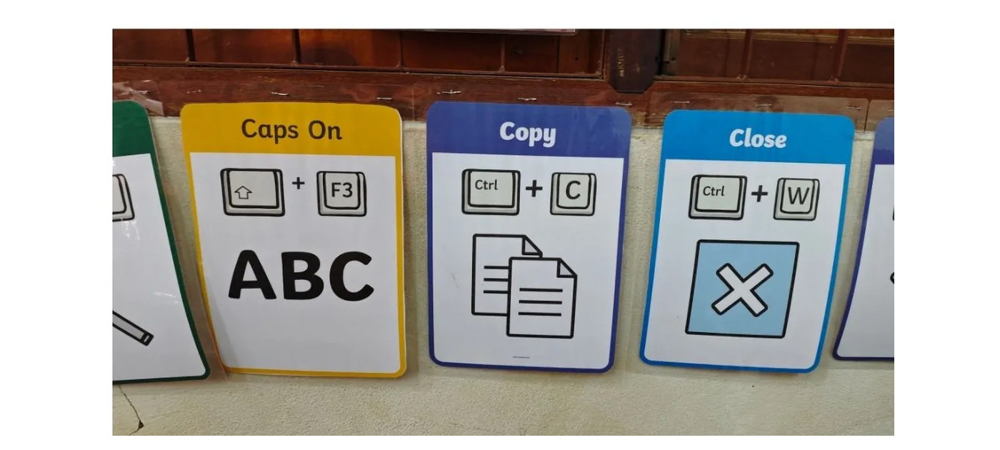 Caps On
+ F3
ABC
Copy
Ctrl + C
Close
Ctrl + W